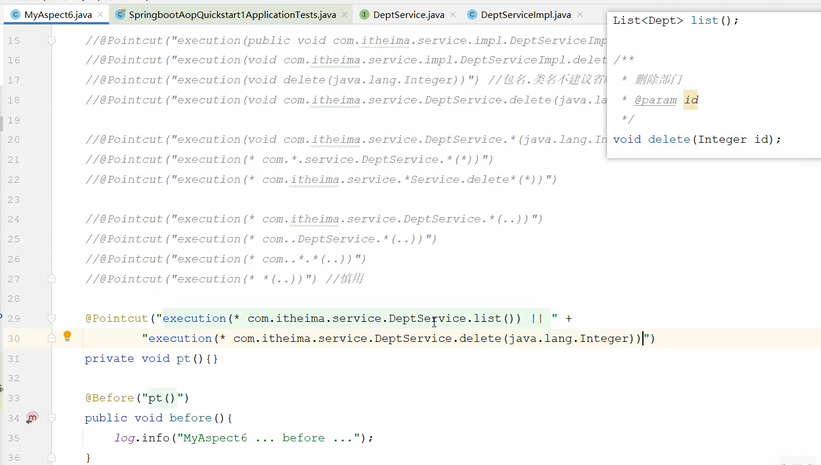 MyAspect6.java SpringbootAopQuickstart1ApplicationTests.java DeptService.java DeptServiceImpl.java
15 //@Pointcut("execution(public void com.itheima.service.impl.DeptServiceImp
16 //@Pointcut("execution(void com.itheima.service.impl.DeptServiceImpl.delet
17 //@Pointcut("execution(void delete(java.lang.Integer))") //包名.类名不建议省
18 //@Pointcut("execution(void com.itheima.service.DeptService.delete(java.la
19
20 //@Pointcut("execution(void com.itheima.service.DeptService.*(java.lang.In
21 //@Pointcut("execution(* com.*.service.DeptService.*(*))")
22 //@Pointcut("execution(* com.itheima.service.*Service.delete*(*))")
23
24 //@Pointcut("execution(* com.itheima.service.DeptService.*(..))")
25 //@Pointcut("execution(* com..DeptService.*(..))")
26 //@Pointcut("execution(* com..*.*(..))")
27 //@Pointcut("execution(* *(..))") //慎用
28
29 @Pointcut("execution(* com.itheima.service.DeptService.list()) || " +
30 "execution(* com.itheima.service.DeptService.delete(java.lang.Integer))")
31 private void pt(){}
32
33 @Before("pt()")
34 public void before(){
35 log.info("MyAspect6 ... before ...");
36 }
List<Dept> list();
/**
* 删除部门
* @param id
*/
void delete(Integer id);